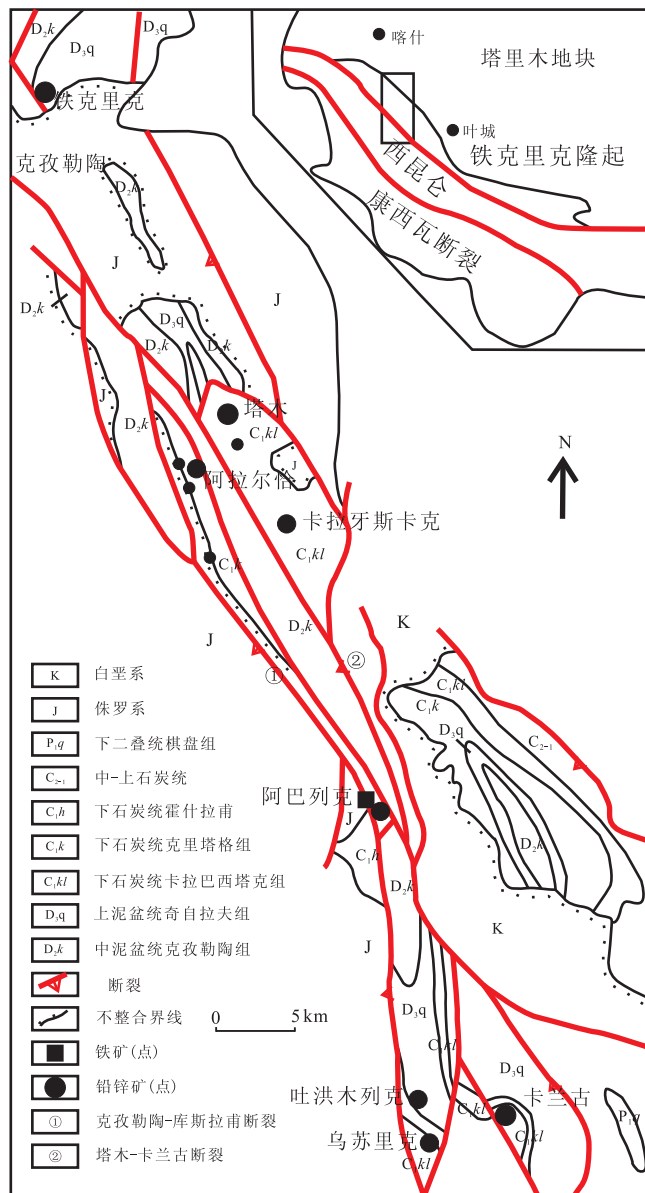 D₂k
D₃q
D₃q
铁克里克
克孜勒陶
D₂k
J
J
喀什
塔里木地块
叶城
铁克里克隆起
西昆仑
康西瓦断裂
D₂k
D₃q
D₂k
D₂k
J
D₂k
塔木
C₁kl
J
阿拉尔恰
卡拉牙斯卡克
C₁kl
C₁k
N
J
D₂k
①
②
K
C₁kl
C₁k
D₃q
C₂₋₁
D₂k
阿巴列克
J
C₁h
D₂k
K
J
D₃q
C₁kl
D₃q
吐洪木列克
C₁kl
卡兰古
C₁kl
P₁q
乌苏里克
C₁kl
K 白垩系
J 侏罗系
P₁q 下二叠统棋盘组
C₂₋₁ 中-上石炭统
C₁h 下石炭统霍什拉甫
C₁k 下石炭统克里塔格组
C₁kl 下石炭统卡拉巴西塔克组
D₃q 上泥盆统奇自拉夫组
D₂k 中泥盆统克孜勒陶组
断裂
不整合界线
0 5km
铁矿(点)
铅锌矿(点)
① 克孜勒陶-库斯拉甫断裂
② 塔木-卡兰古断裂